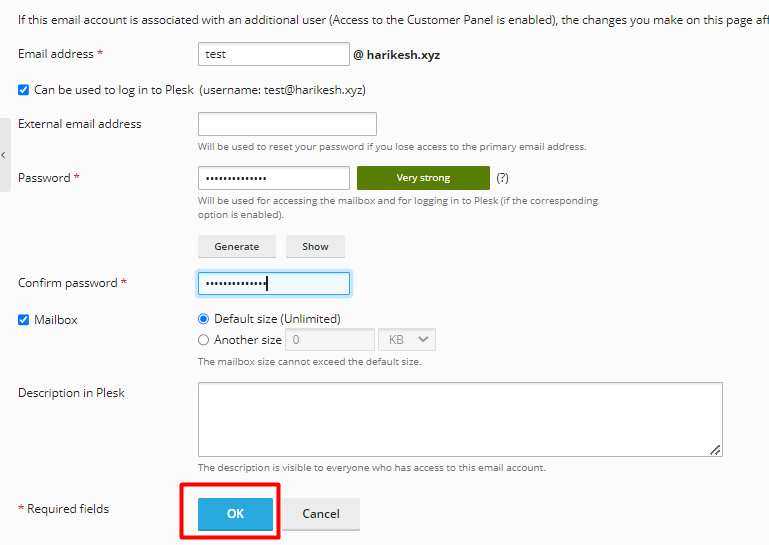 If this email account is associated with an additional user (Access to the Customer Panel is enabled), the changes you make on this page aff
Email address * test @ harikesh.xyz
Can be used to log in to Plesk (username: test@harikesh.xyz)
External email address
Will be used to reset your password if you lose access to the primary email address.
Password * •••••••••••••• Very strong (?)
Will be used for accessing the mailbox and for logging in to Plesk (if the corresponding
option is enabled).
Generate Show
Confirm password * ••••••••••••••
Mailbox Default size (Unlimited)
Another size 0 KB
The mailbox size cannot exceed the default size.
Description in Plesk
The description is visible to everyone who has access to this email account.
* Required fields OK Cancel